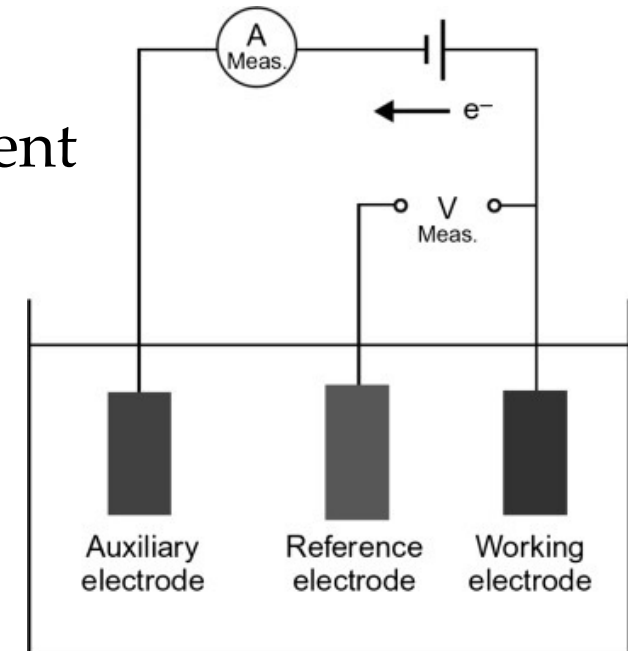 A
Meas.
e–
ent
V
Meas.
Auxiliary
electrode
Reference
electrode
Working
electrode